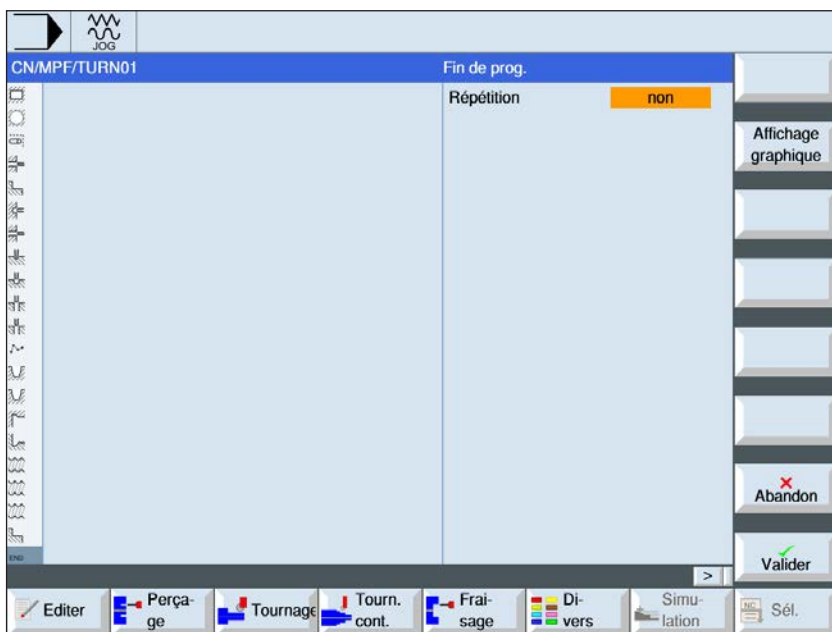 JOG
CN/MPF/TURN01
Fin de prog.
Répétition non
Affichage
graphique
Abandon
Valider
END
>
Editer
Perça-
ge
Tournage
Tourn.
cont.
Frai-
sage
Di-
vers
Simu-
lation
NC
Sél.